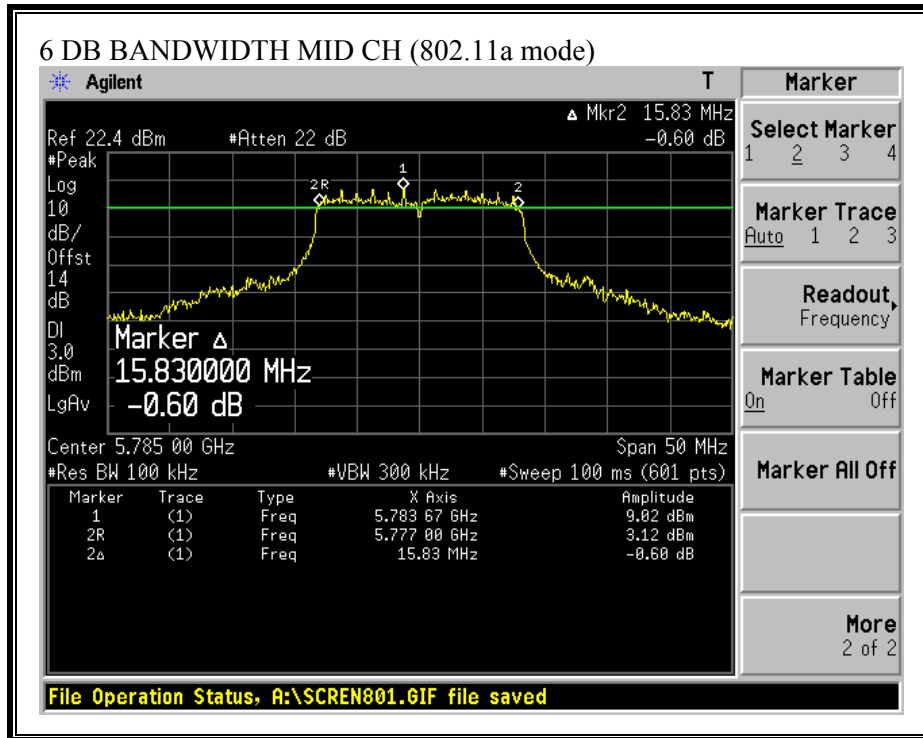 6 DB BANDWIDTH MID CH (802.11a mode)
Agilent T Marker
Δ Mkr2 15.83 MHz
Ref 22.4 dBm #Atten 22 dB -0.60 dB
#Peak
Log
10
dB/
Offst
14
dB
DI
3.0
dBm
LgAv
2R 1 2
Marker Δ
15.830000 MHz
-0.60 dB
Center 5.785 00 GHz Span 50 MHz
#Res BW 100 kHz #VBW 300 kHz #Sweep 100 ms (601 pts)
Marker Trace Type X Axis Amplitude
1 (1) Freq 5.783 67 GHz 9.02 dBm
2R (1) Freq 5.777 00 GHz 3.12 dBm
2Δ (1) Freq 15.83 MHz -0.60 dB
Select Marker
1 2 3 4
Marker Trace
Auto 1 2 3
Readout
Frequency
Marker Table
On Off
Marker All Off
More
2 of 2
File Operation Status, A:\SCREN801.GIF file saved